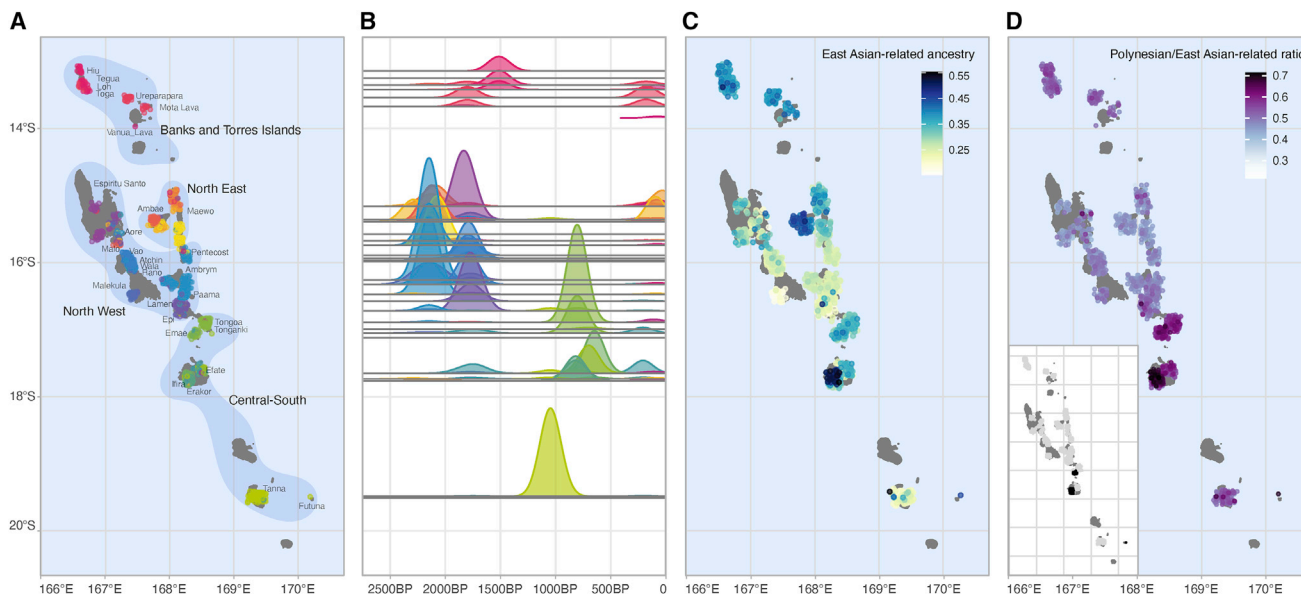 A
B
C
D
Hiu
Tegua
Loh
Toga
Ureparapara
Mota Lava
Vanua_Lava
Banks and Torres Islands
14°S
Espiritu Santo
North East
Ambae
Maewo
Aore
Malo
Vao
Pentecost
Atchin
Wala
Rano
16°S
Ambrym
Malekula
Paama
Lamen
North West
Epi
Tongoa
Tongariki
Emae
Efate
Ifira
Erakor
18°S
Central-South
Tanna
Futuna
20°S
166°E
167°E
168°E
169°E
170°E
2500BP
2000BP
1500BP
1000BP
500BP
0
East Asian-related ancestry
0.55
0.45
0.35
0.25
166°E
167°E
168°E
169°E
170°E
Polynesian/East Asian-related ratio
0.7
0.6
0.5
0.4
0.3
166°E
167°E
168°E
169°E
170°E